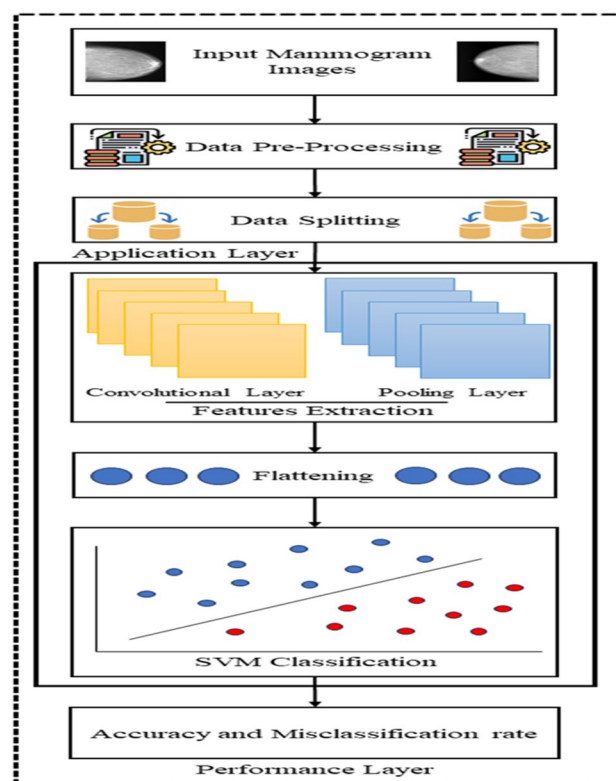 Input Mammogram
Images
Data Pre-Processing
Data Splitting
Application Layer
Convolutional Layer
Pooling Layer
Features Extraction
Flattening
SVM Classification
Accuracy and Misclassification rate
Performance Layer